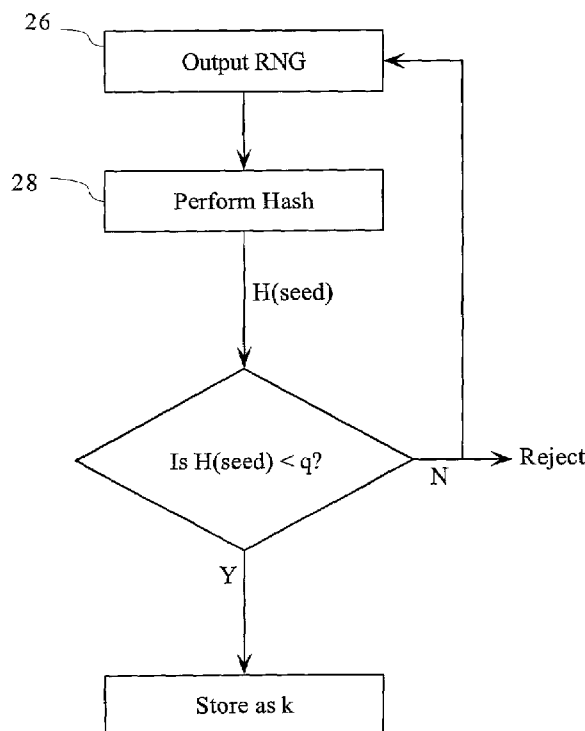 26
Output RNG
28
Perform Hash
H(seed)
Is H(seed) < q?
N
Reject
Y
Store as k